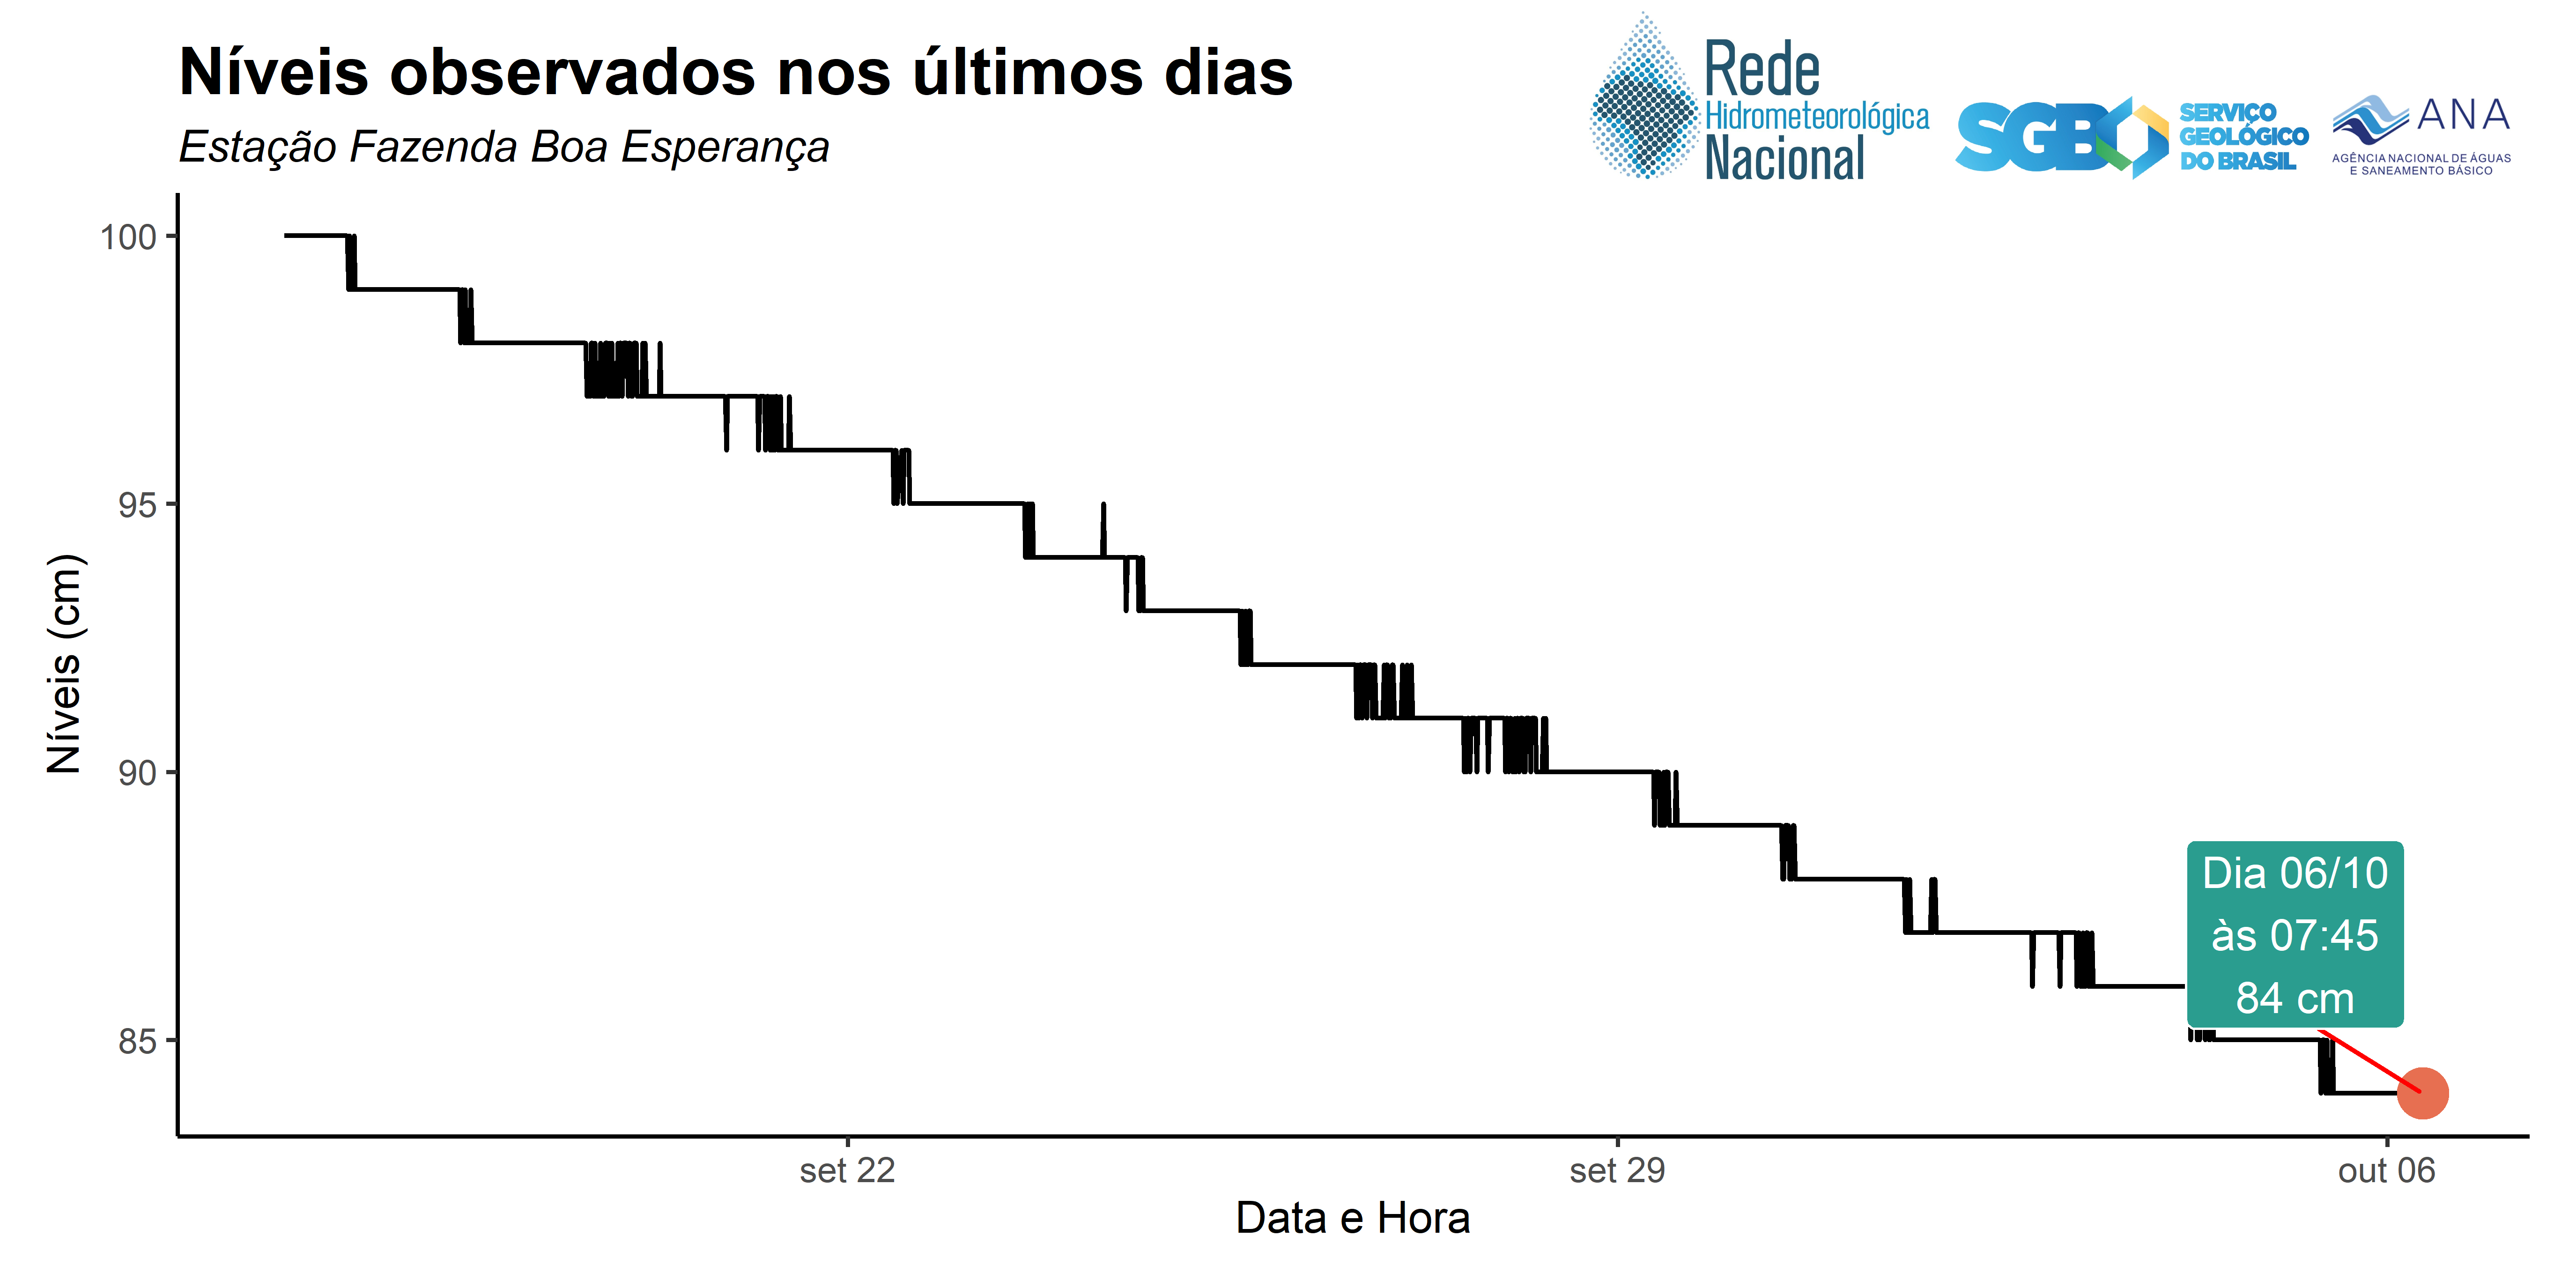 Níveis observados nos últimos dias
Estação Fazenda Boa Esperança
Rede
Hidrometeorológica
Nacional
SGB
SERVIÇO
GEOLÓGICO
DO BRASIL
ANA
AGÊNCIA NACIONAL DE ÁGUAS
E SANEAMENTO BÁSICO
Níveis (cm)
100
95
90
85
Dia 06/10
às 07:45
84 cm
set 22
set 29
out 06
Data e Hora